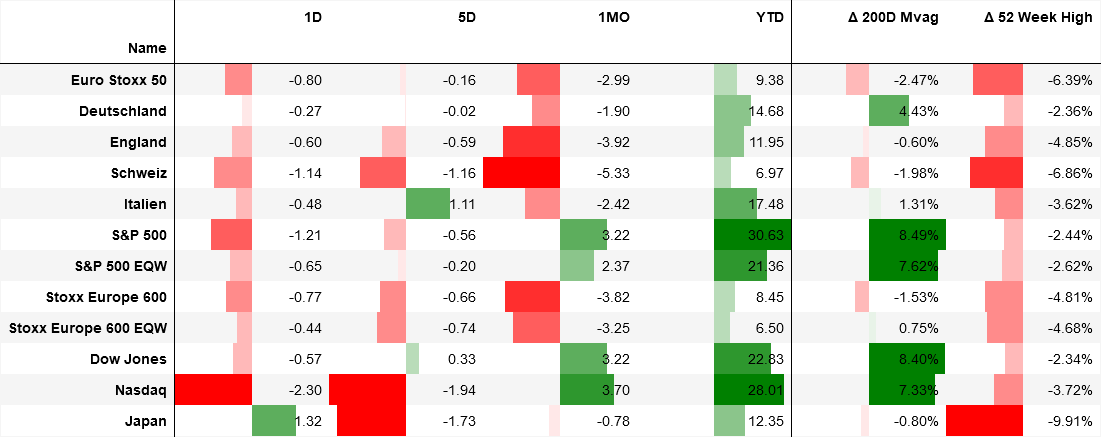 1D 5D 1MO YTD Δ 200D Mvag Δ 52 Week High
Name
Euro Stoxx 50 -0.80 -0.16 -2.99 9.38 -2.47% -6.39%
Deutschland -0.27 -0.02 -1.90 14.68 4.43% -2.36%
England -0.60 -0.59 -3.92 11.95 -0.60% -4.85%
Schweiz -1.14 -1.16 -5.33 6.97 -1.98% -6.86%
Italien -0.48 1.11 -2.42 17.48 1.31% -3.62%
S&P 500 -1.21 -0.56 3.22 30.63 8.49% -2.44%
S&P 500 EQW -0.65 -0.20 2.37 21.36 7.62% -2.62%
Stoxx Europe 600 -0.77 -0.66 -3.82 8.45 -1.53% -4.81%
Stoxx Europe 600 EQW -0.44 -0.74 -3.25 6.50 0.75% -4.68%
Dow Jones -0.57 0.33 3.22 22.83 8.40% -2.34%
Nasdaq -2.30 -1.94 3.70 28.01 7.33% -3.72%
Japan 1.32 -1.73 -0.78 12.35 -0.80% -9.91%